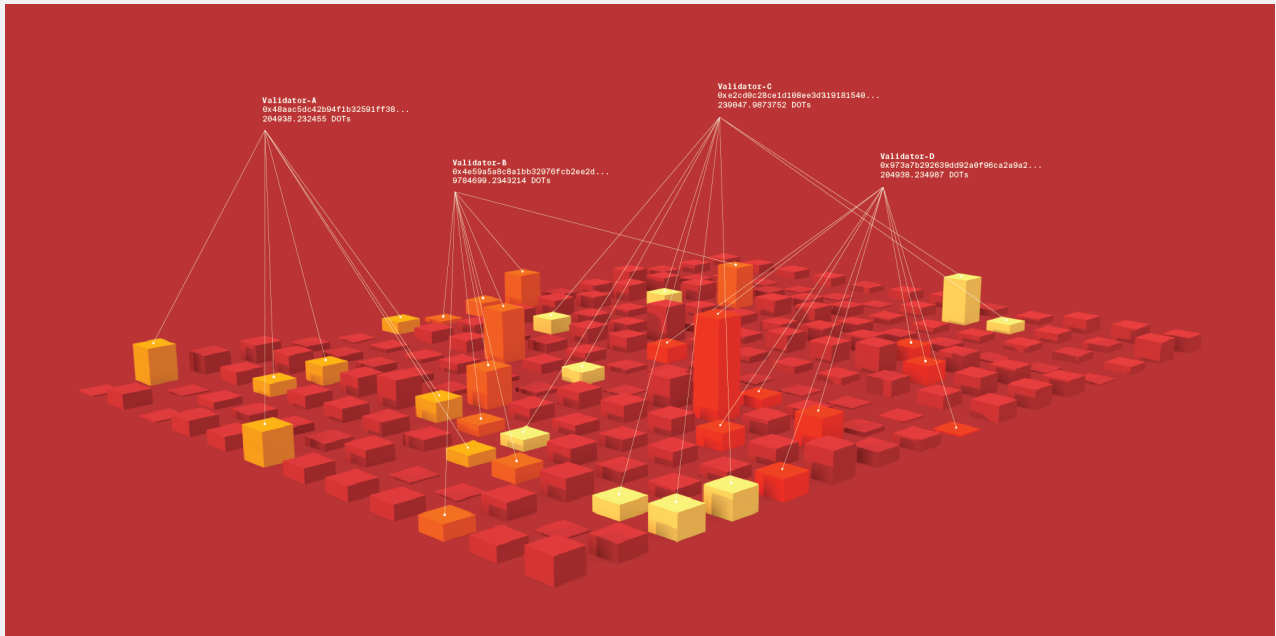 Validator-A
0x48aac5dc42b94f1b32591ff38...
204938.232455 DOTs
Validator-B
0x4e59a5a8c8a1bb32976fcb2ee2d...
9784699.2343214 DOTs
Validator-C
0xe2cd0c28ce1d108ee3d319181540...
239047.9873752 DOTs
Validator-D
0x973a7b292639dd92a0f96ca2a9a2...
204938.234987 DOTs